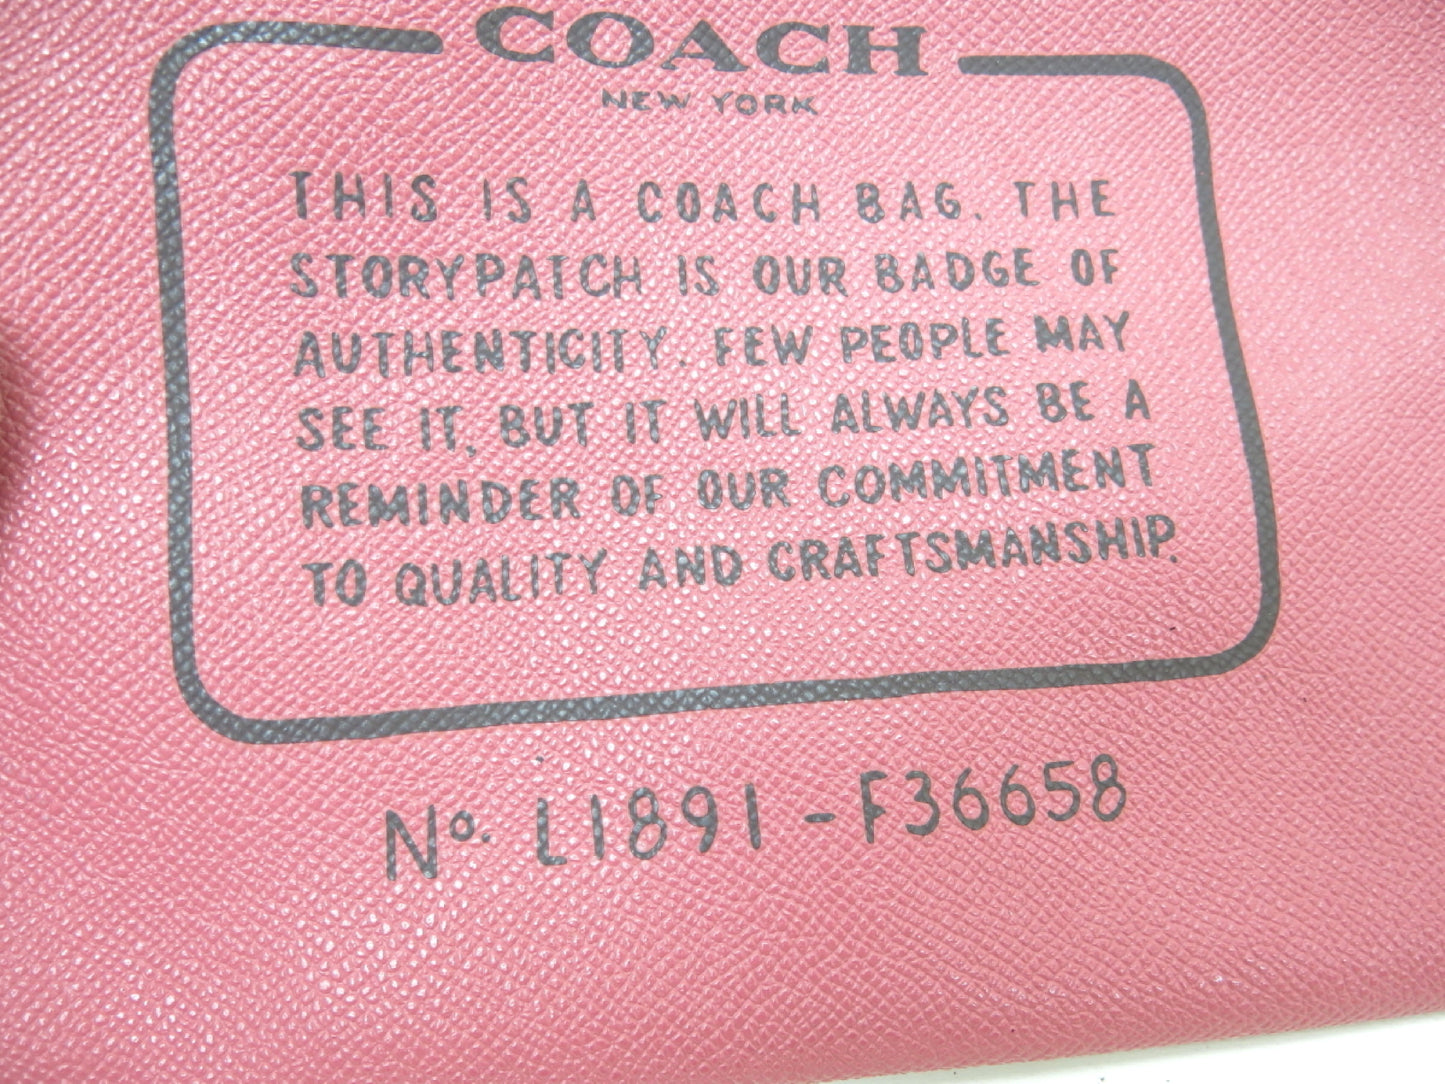 COACH
NEW YORK
THIS IS A COACH BAG. THE
STORYPATCH IS OUR BADGE OF
AUTHENTICITY. FEW PEOPLE MAY
SEE IT, BUT IT WILL ALWAYS BE A
REMINDER OF OUR COMMITMENT
TO QUALITY AND CRAFTSMANSHIP.
No. L1891-F36658